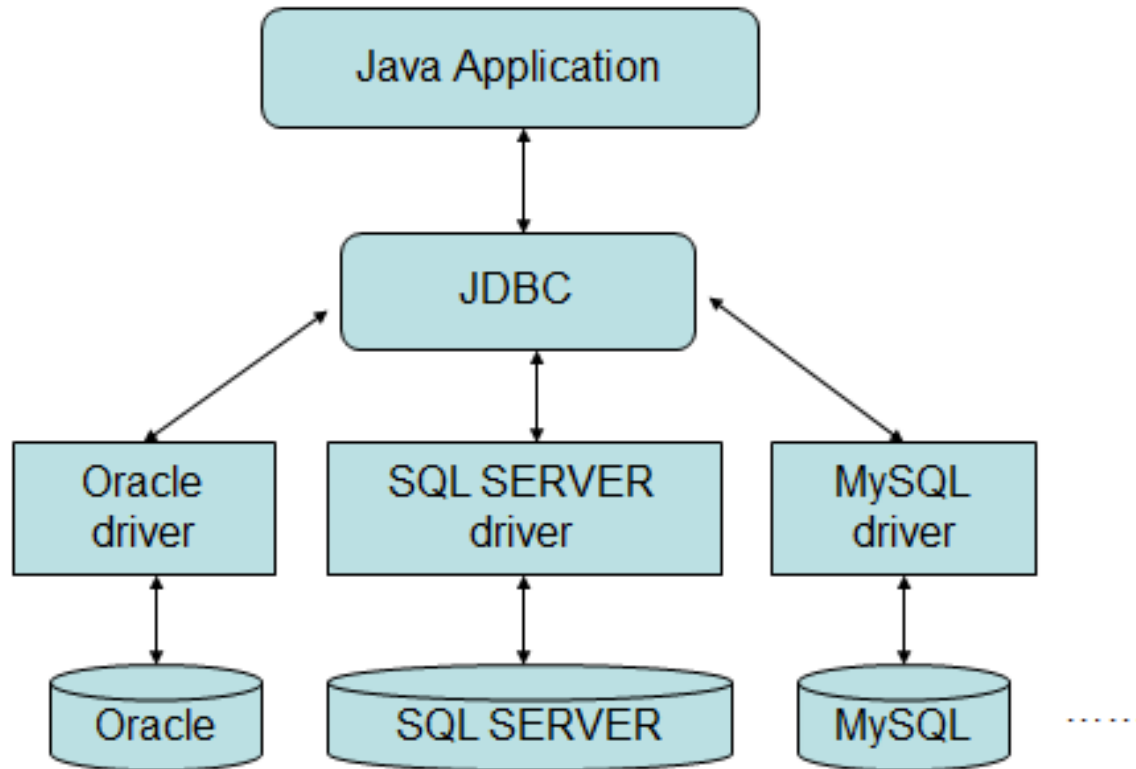 Java Application
JDBC
Oracle
driver
SQL SERVER
driver
MySQL
driver
Oracle
SQL SERVER
MySQL
.....